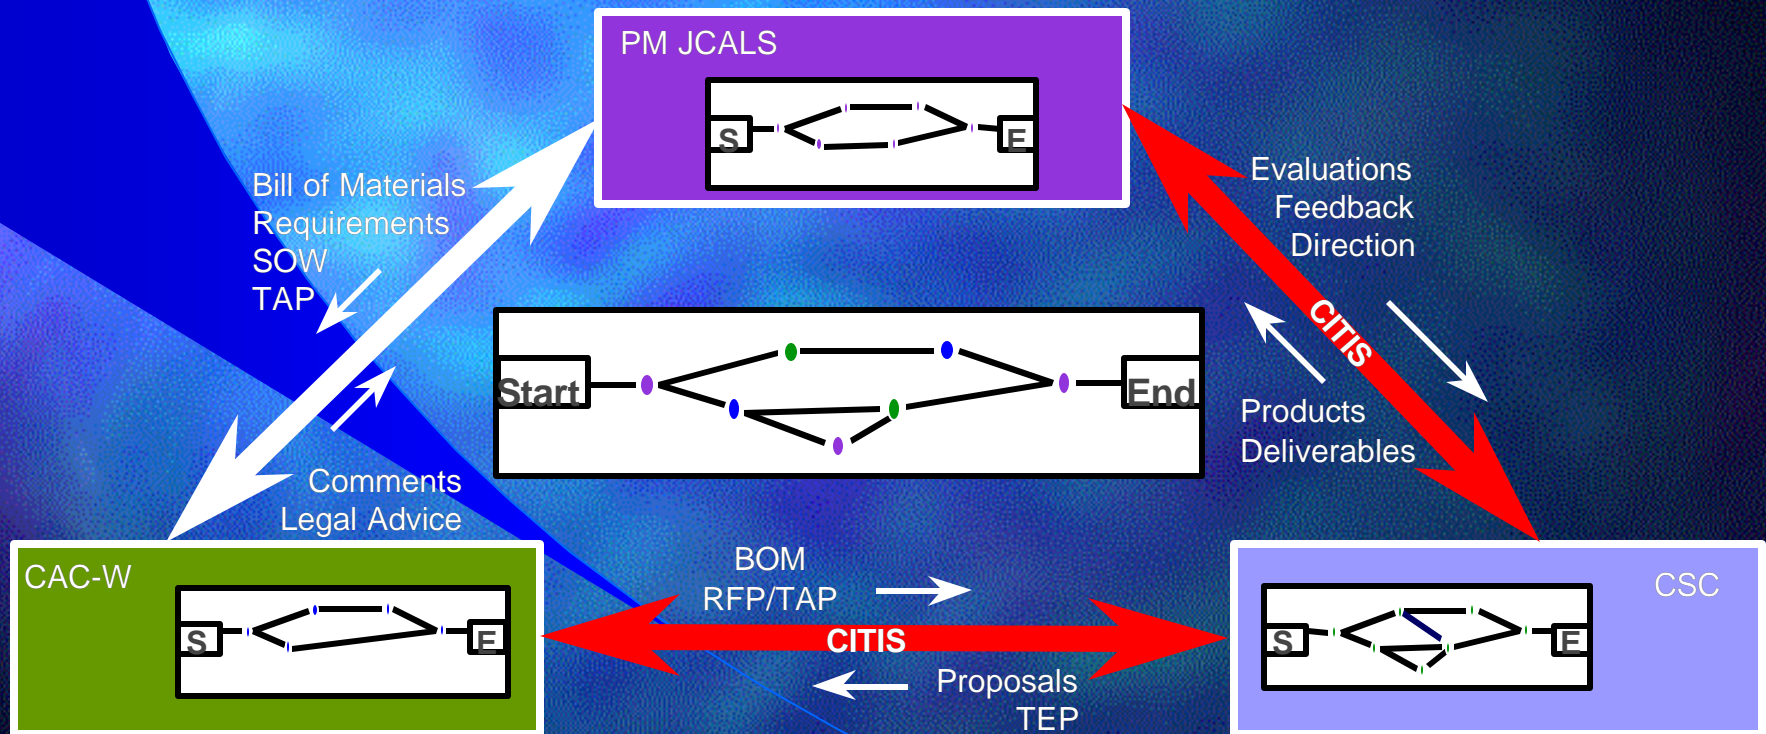 PM JCALS
S
E
Bill of Materials
Requirements
SOW
TAP
Evaluations
Feedback
Direction
CITIS
Start
End
Products
Deliverables
Comments
Legal Advice
CAC-W
S
E
BOM
RFP/TAP
CITIS
Proposals
TEP
CSC
S
E